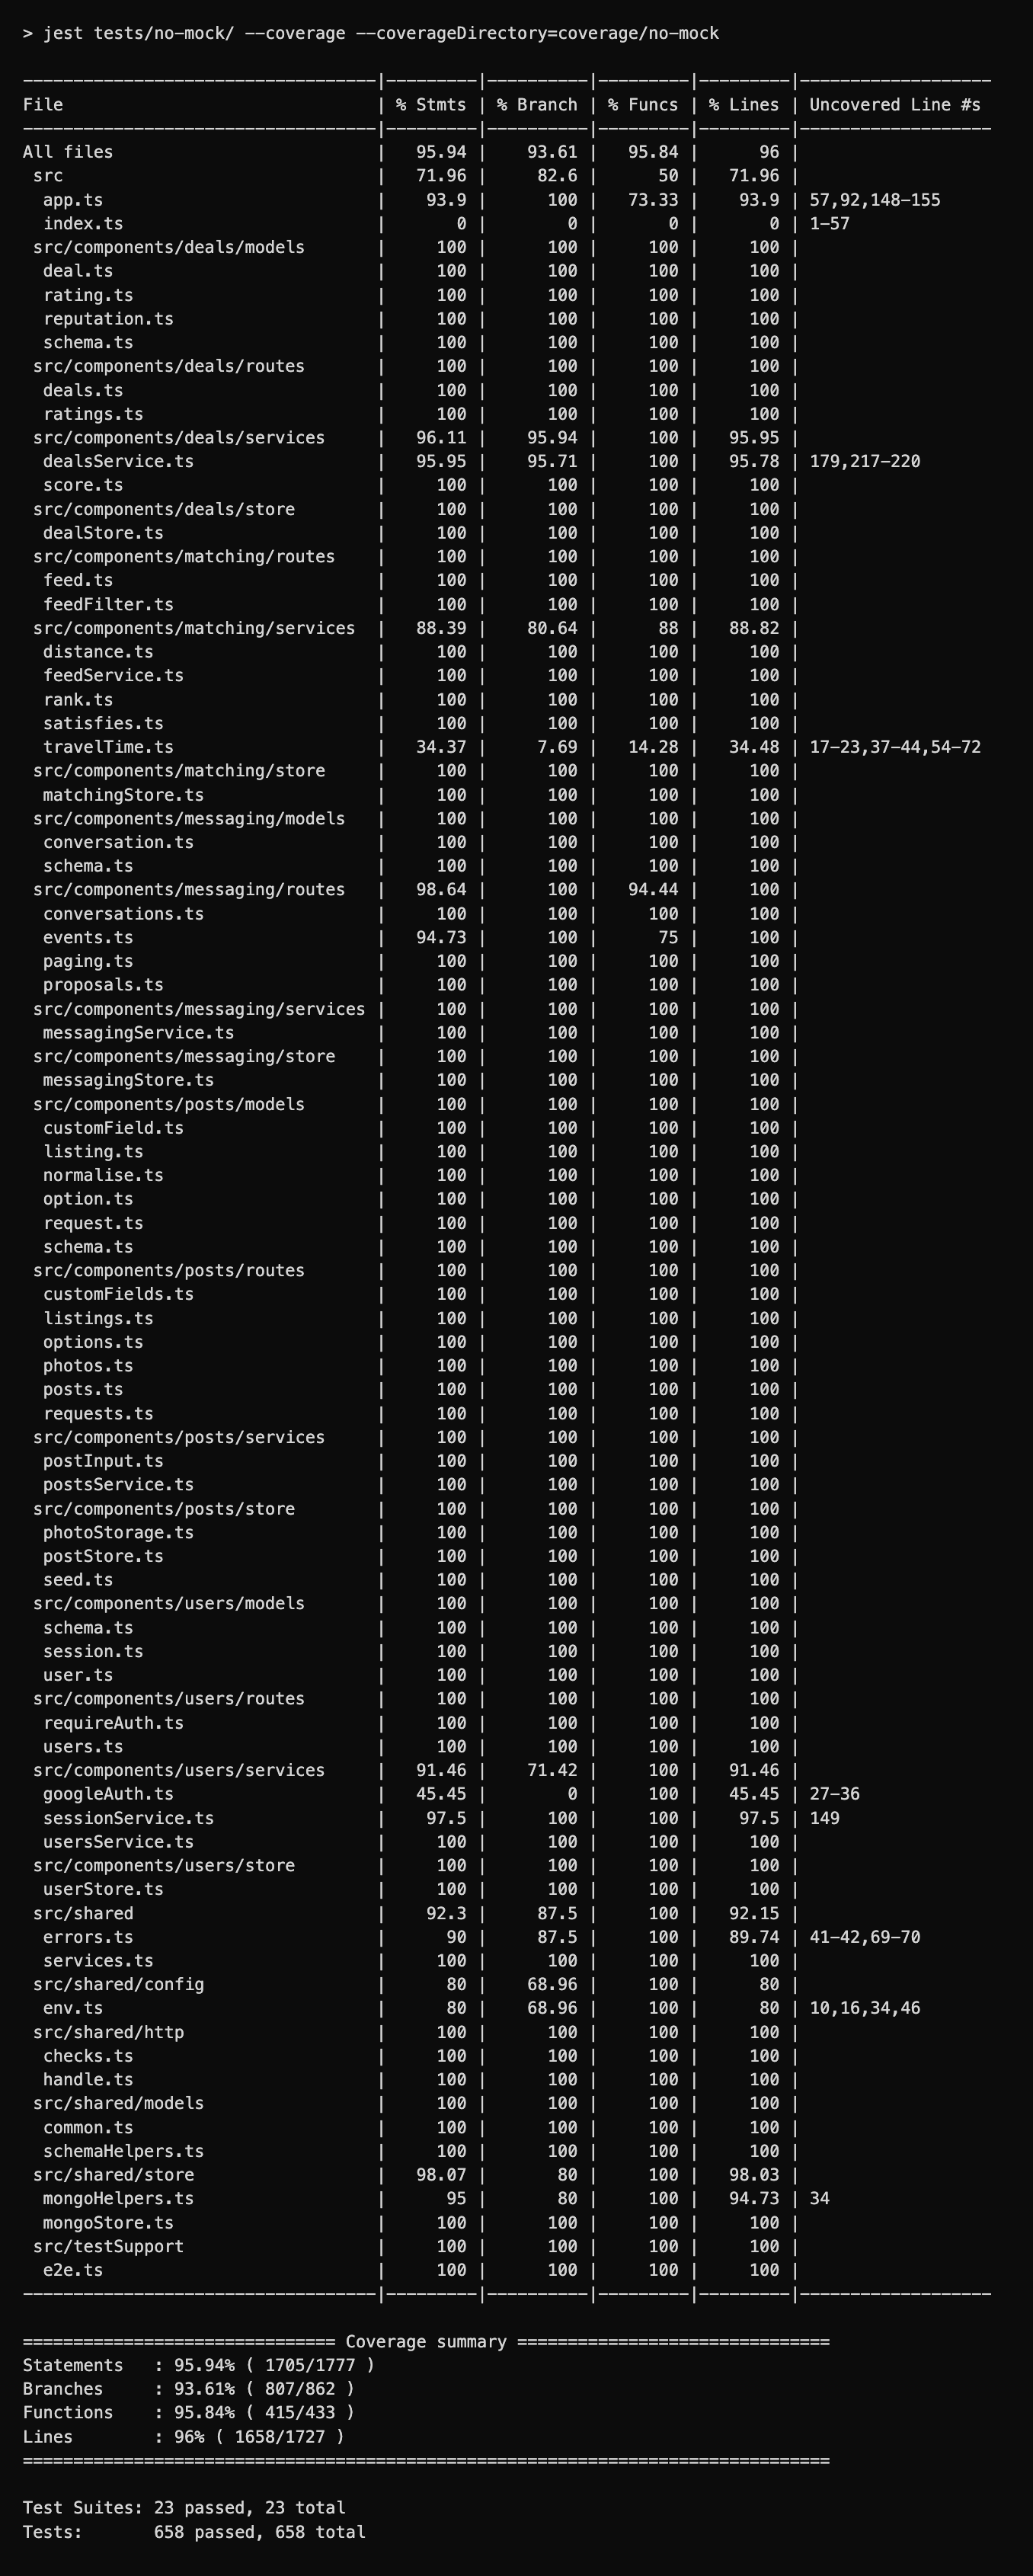 > jest tests/no-mock/ --coverage --coverageDirectory=coverage/no-mock
-----------------------------------|---------|----------|---------|---------|-------------------
File                               | % Stmts | % Branch | % Funcs | % Lines | Uncovered Line #s
-----------------------------------|---------|----------|---------|---------|-------------------
All files                          |   95.94 |    93.61 |   95.84 |      96 |
 src                               |   71.96 |     82.6 |      50 |   71.96 |
  app.ts                           |    93.9 |      100 |   73.33 |    93.9 | 57,92,148-155
  index.ts                         |       0 |        0 |       0 |       0 | 1-57
 src/components/deals/models       |     100 |      100 |     100 |     100 |
  deal.ts                          |     100 |      100 |     100 |     100 |
  rating.ts                        |     100 |      100 |     100 |     100 |
  reputation.ts                    |     100 |      100 |     100 |     100 |
  schema.ts                        |     100 |      100 |     100 |     100 |
 src/components/deals/routes       |     100 |      100 |     100 |     100 |
  deals.ts                         |     100 |      100 |     100 |     100 |
  ratings.ts                       |     100 |      100 |     100 |     100 |
 src/components/deals/services     |   96.11 |    95.94 |     100 |   95.95 |
  dealsService.ts                  |   95.95 |    95.71 |     100 |   95.78 | 179,217-220
  score.ts                         |     100 |      100 |     100 |     100 |
 src/components/deals/store        |     100 |      100 |     100 |     100 |
  dealStore.ts                     |     100 |      100 |     100 |     100 |
 src/components/matching/routes    |     100 |      100 |     100 |     100 |
  feed.ts                          |     100 |      100 |     100 |     100 |
  feedFilter.ts                    |     100 |      100 |     100 |     100 |
 src/components/matching/services  |   88.39 |    80.64 |      88 |   88.82 |
  distance.ts                      |     100 |      100 |     100 |     100 |
  feedService.ts                   |     100 |      100 |     100 |     100 |
  rank.ts                          |     100 |      100 |     100 |     100 |
  satisfies.ts                     |     100 |      100 |     100 |     100 |
  travelTime.ts                    |   34.37 |     7.69 |   14.28 |   34.48 | 17-23,37-44,54-72
 src/components/matching/store     |     100 |      100 |     100 |     100 |
  matchingStore.ts                 |     100 |      100 |     100 |     100 |
 src/components/messaging/models   |     100 |      100 |     100 |     100 |
  conversation.ts                  |     100 |      100 |     100 |     100 |
  schema.ts                        |     100 |      100 |     100 |     100 |
 src/components/messaging/routes   |   98.64 |      100 |   94.44 |     100 |
  conversations.ts                 |     100 |      100 |     100 |     100 |
  events.ts                        |   94.73 |      100 |      75 |     100 |
  paging.ts                        |     100 |      100 |     100 |     100 |
  proposals.ts                     |     100 |      100 |     100 |     100 |
 src/components/messaging/services |     100 |      100 |     100 |     100 |
  messagingService.ts              |     100 |      100 |     100 |     100 |
 src/components/messaging/store    |     100 |      100 |     100 |     100 |
  messagingStore.ts                |     100 |      100 |     100 |     100 |
 src/components/posts/models       |     100 |      100 |     100 |     100 |
  customField.ts                   |     100 |      100 |     100 |     100 |
  listing.ts                       |     100 |      100 |     100 |     100 |
  normalise.ts                     |     100 |      100 |     100 |     100 |
  option.ts                        |     100 |      100 |     100 |     100 |
  request.ts                       |     100 |      100 |     100 |     100 |
  schema.ts                        |     100 |      100 |     100 |     100 |
 src/components/posts/routes       |     100 |      100 |     100 |     100 |
  customFields.ts                  |     100 |      100 |     100 |     100 |
  listings.ts                      |     100 |      100 |     100 |     100 |
  options.ts                       |     100 |      100 |     100 |     100 |
  photos.ts                        |     100 |      100 |     100 |     100 |
  posts.ts                         |     100 |      100 |     100 |     100 |
  requests.ts                      |     100 |      100 |     100 |     100 |
 src/components/posts/services     |     100 |      100 |     100 |     100 |
  postInput.ts                     |     100 |      100 |     100 |     100 |
  postsService.ts                  |     100 |      100 |     100 |     100 |
 src/components/posts/store        |     100 |      100 |     100 |     100 |
  photoStorage.ts                  |     100 |      100 |     100 |     100 |
  postStore.ts                     |     100 |      100 |     100 |     100 |
  seed.ts                          |     100 |      100 |     100 |     100 |
 src/components/users/models       |     100 |      100 |     100 |     100 |
  schema.ts                        |     100 |      100 |     100 |     100 |
  session.ts                       |     100 |      100 |     100 |     100 |
  user.ts                          |     100 |      100 |     100 |     100 |
 src/components/users/routes       |     100 |      100 |     100 |     100 |
  requireAuth.ts                   |     100 |      100 |     100 |     100 |
  users.ts                         |     100 |      100 |     100 |     100 |
 src/components/users/services     |   91.46 |    71.42 |     100 |   91.46 |
  googleAuth.ts                    |   45.45 |        0 |     100 |   45.45 | 27-36
  sessionService.ts                |    97.5 |      100 |     100 |    97.5 | 149
  usersService.ts                  |     100 |      100 |     100 |     100 |
 src/components/users/store        |     100 |      100 |     100 |     100 |
  userStore.ts                     |     100 |      100 |     100 |     100 |
 src/shared                        |    92.3 |     87.5 |     100 |   92.15 |
  errors.ts                        |      90 |     87.5 |     100 |   89.74 | 41-42,69-70
  services.ts                      |     100 |      100 |     100 |     100 |
 src/shared/config                 |      80 |    68.96 |     100 |      80 |
  env.ts                           |      80 |    68.96 |     100 |      80 | 10,16,34,46
 src/shared/http                   |     100 |      100 |     100 |     100 |
  checks.ts                        |     100 |      100 |     100 |     100 |
  handle.ts                        |     100 |      100 |     100 |     100 |
 src/shared/models                 |     100 |      100 |     100 |     100 |
  common.ts                        |     100 |      100 |     100 |     100 |
  schemaHelpers.ts                 |     100 |      100 |     100 |     100 |
 src/shared/store                  |   98.07 |       80 |     100 |   98.03 |
  mongoHelpers.ts                  |      95 |       80 |     100 |   94.73 | 34
  mongoStore.ts                    |     100 |      100 |     100 |     100 |
 src/testSupport                   |     100 |      100 |     100 |     100 |
  e2e.ts                           |     100 |      100 |     100 |     100 |
-----------------------------------|---------|----------|---------|---------|-------------------
=============================== Coverage summary ===============================
Statements   : 95.94% ( 1705/1777 )
Branches     : 93.61% ( 807/862 )
Functions    : 95.84% ( 415/433 )
Lines        : 96% ( 1658/1727 )
================================================================================
Test Suites: 23 passed, 23 total
Tests:       658 passed, 658 total